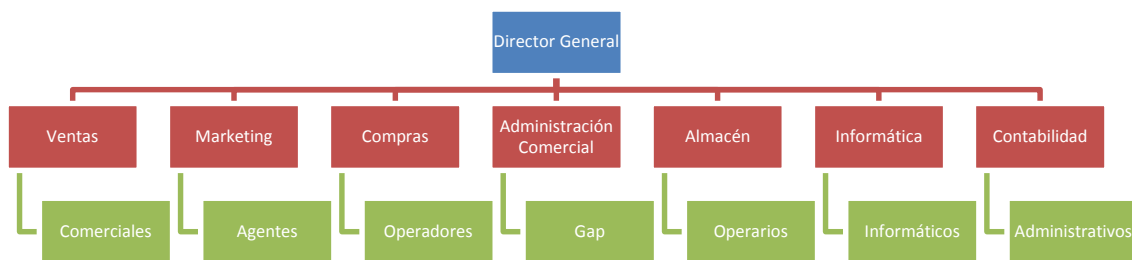 Director General
Ventas
Marketing
Compras
Administración
Comercial
Almacén
Informática
Contabilidad
Comerciales
Agentes
Operadores
Gap
Operarios
Informáticos
Administrativos